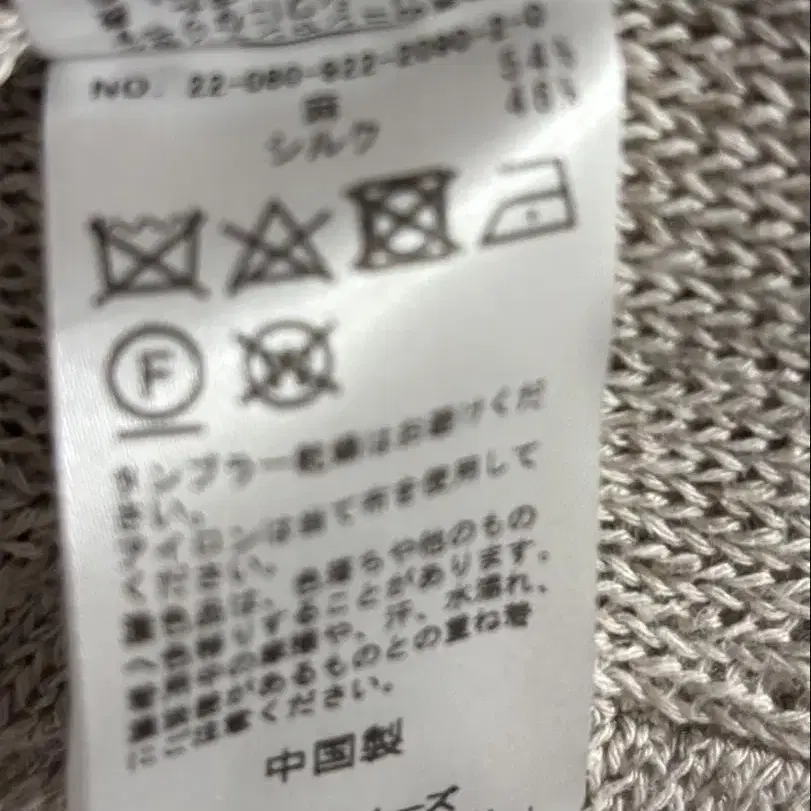 NO. 22-080-922-2090-2-0
麻 54%
シルク 46%
F
W
タンブラー乾燥はお避けくだ
さい。
アイロンは当て布を使用して
ください。
濃色品は、色落ちや他のもの
へ色移りすることがあります。
着用中の摩擦や、汗、水濡れ、
湿気があるものとの重ね着
にご注意ください。
中国製